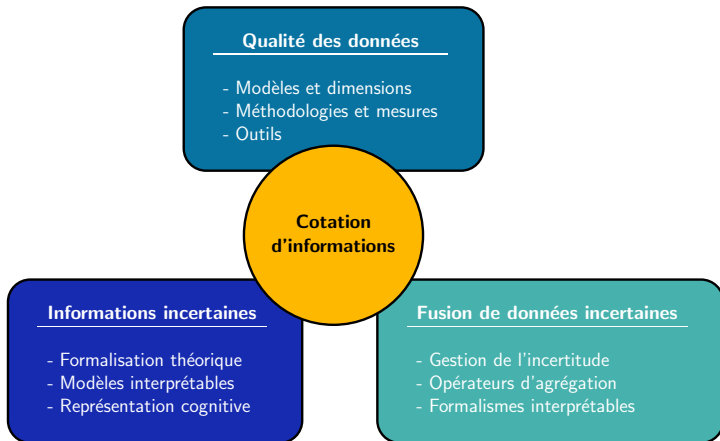 Qualité des données
- Modèles et dimensions
- Méthodologies et mesures
- Outils
Cotation
d'informations
Informations incertaines
- Formalisation théorique
- Modèles interprétables
- Représentation cognitive
Fusion de données incertaines
- Gestion de l'incertitude
- Opérateurs d'agrégation
- Formalismes interprétables